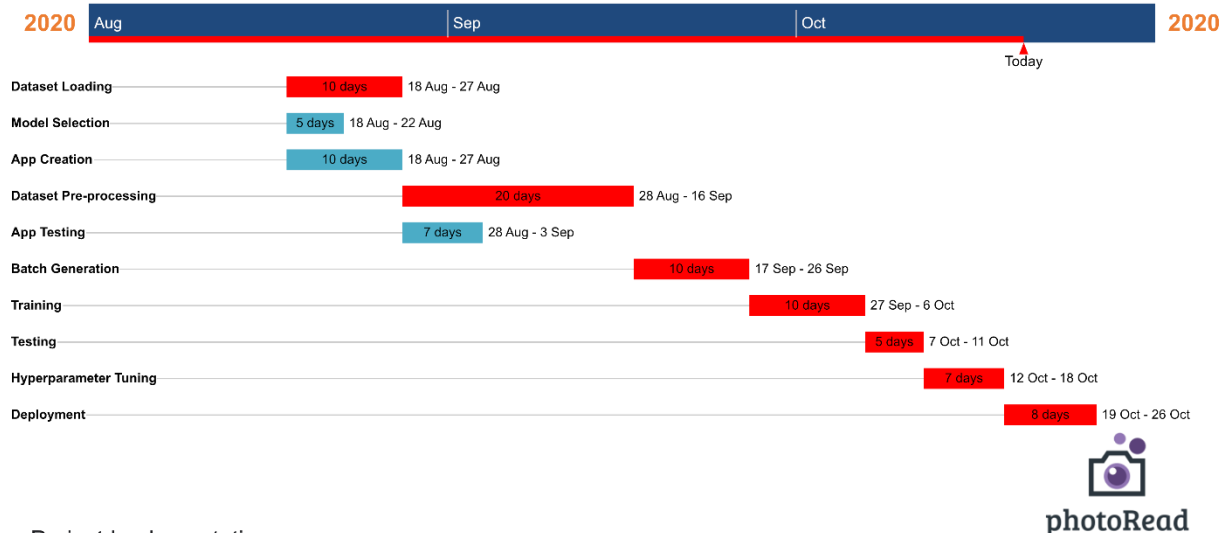 2020 Aug Sep Oct 2020
Today
Dataset Loading 10 days 18 Aug - 27 Aug
Model Selection 5 days 18 Aug - 22 Aug
App Creation 10 days 18 Aug - 27 Aug
Dataset Pre-processing 20 days 28 Aug - 16 Sep
App Testing 7 days 28 Aug - 3 Sep
Batch Generation 10 days 17 Sep - 26 Sep
Training 10 days 27 Sep - 6 Oct
Testing 5 days 7 Oct - 11 Oct
Hyperparameter Tuning 7 days 12 Oct - 18 Oct
Deployment 8 days 19 Oct - 26 Oct
photoRead